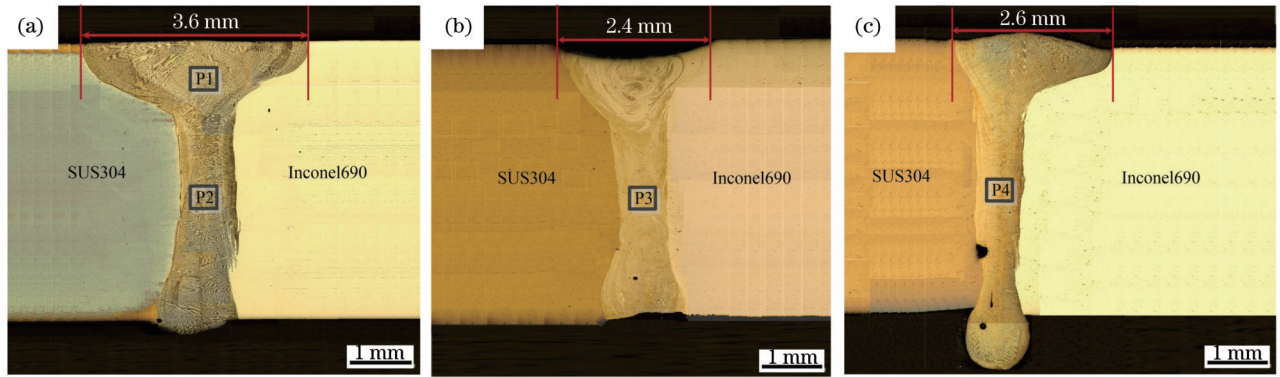 (a)
3.6 mm
P1
SUS304
Inconel690
P2
1 mm
(b)
2.4 mm
SUS304
Inconel690
P3
1 mm
(c)
2.6 mm
SUS304
Inconel690
P4
1 mm